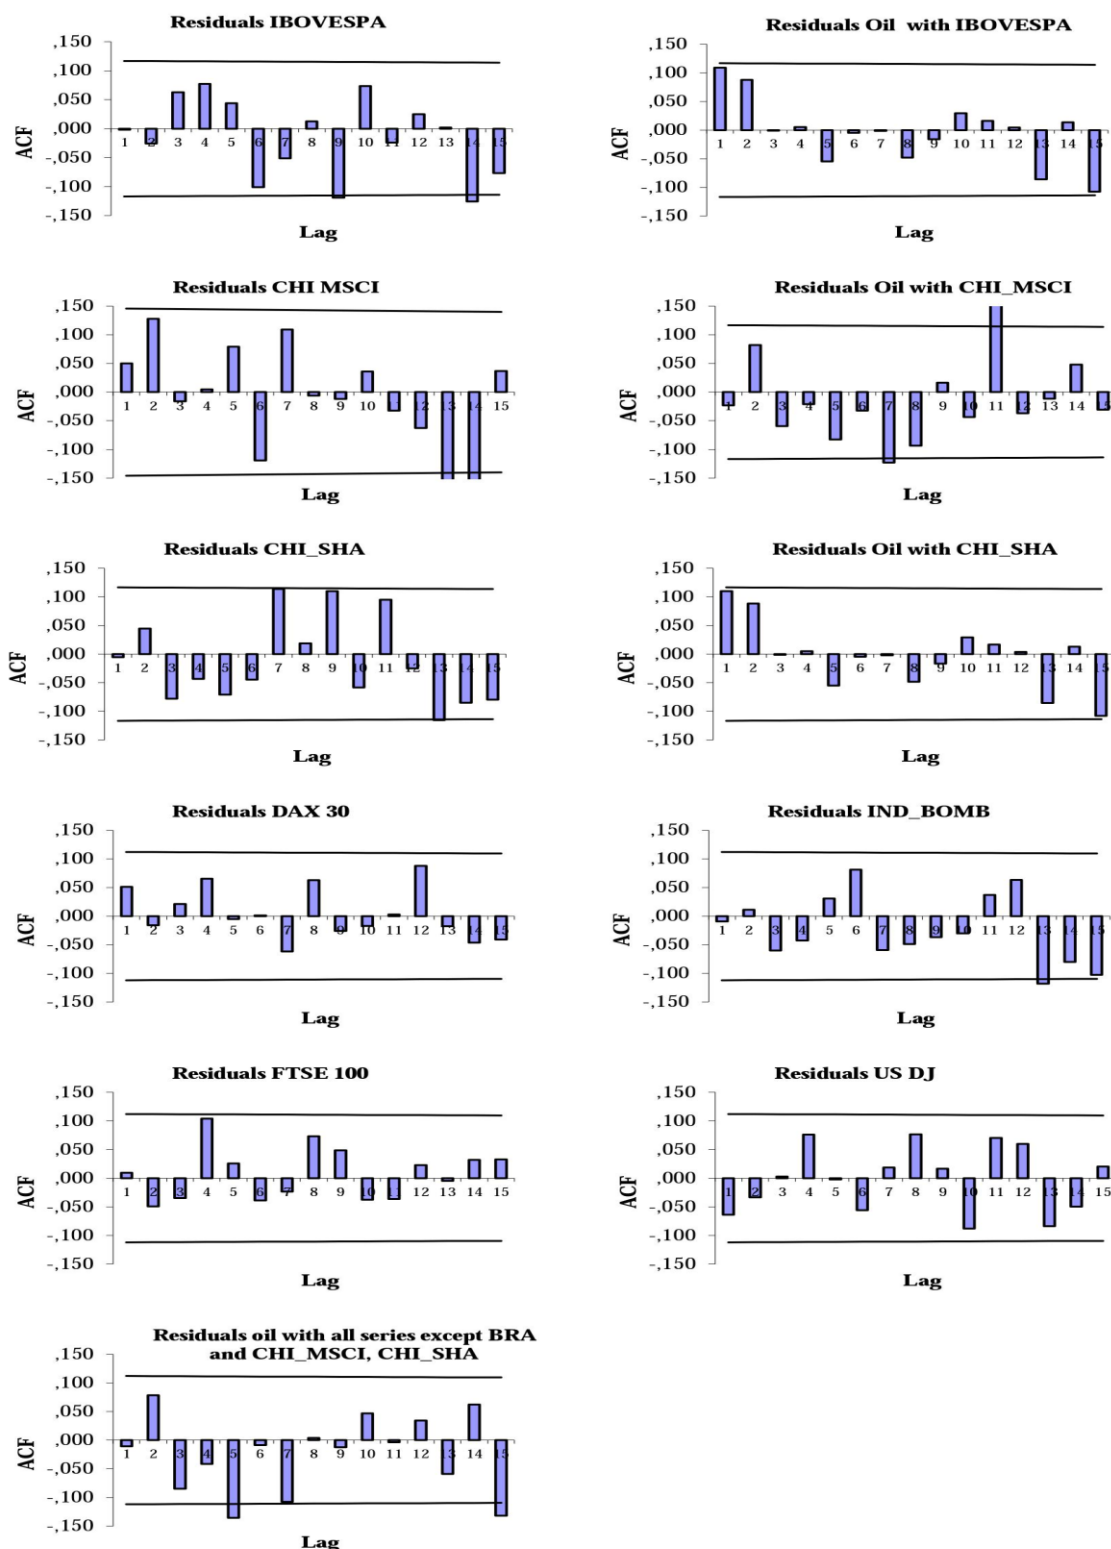 Residuals IBOVESPA
,150
,100
,050
,000
-,050
-,100
-,150
ACF
1 2 3 4 5 6 7 8 9 10 11 12 13 14 15
Lag
Residuals Oil with IBOVESPA
,150
,100
,050
,000
-,050
-,100
-,150
ACF
1 2 3 4 5 6 7 8 9 10 11 12 13 14 15
Lag
Residuals CHI MSCI
,150
,100
,050
,000
-,050
-,100
-,150
ACF
1 2 3 4 5 6 7 8 9 10 11 12 13 14 15
Lag
Residuals Oil with CHI_MSCI
,150
,100
,050
,000
-,050
-,100
-,150
ACF
1 2 3 4 5 6 7 8 9 10 11 12 13 14 15
Lag
Residuals CHI_SHA
,150
,100
,050
,000
-,050
-,100
-,150
ACF
1 2 3 4 5 6 7 8 9 10 11 12 13 14 15
Lag
Residuals Oil with CHI_SHA
,150
,100
,050
,000
-,050
-,100
-,150
ACF
1 2 3 4 5 6 7 8 9 10 11 12 13 14 15
Lag
Residuals DAX 30
,150
,100
,050
,000
-,050
-,100
-,150
ACF
1 2 3 4 5 6 7 8 9 10 11 12 13 14 15
Lag
Residuals IND_BOMB
,150
,100
,050
,000
-,050
-,100
-,150
ACF
1 2 3 4 5 6 7 8 9 10 11 12 13 14 15
Lag
Residuals FTSE 100
,150
,100
,050
,000
-,050
-,100
-,150
ACF
1 2 3 4 5 6 7 8 9 10 11 12 13 14 15
Lag
Residuals US DJ
,150
,100
,050
,000
-,050
-,100
-,150
ACF
1 2 3 4 5 6 7 8 9 10 11 12 13 14 15
Lag
Residuals oil with all series except BRA
and CHI_MSCI, CHI_SHA
,150
,100
,050
,000
-,050
-,100
-,150
ACF
1 2 3 4 5 6 7 8 9 10 11 12 13 14 15
Lag